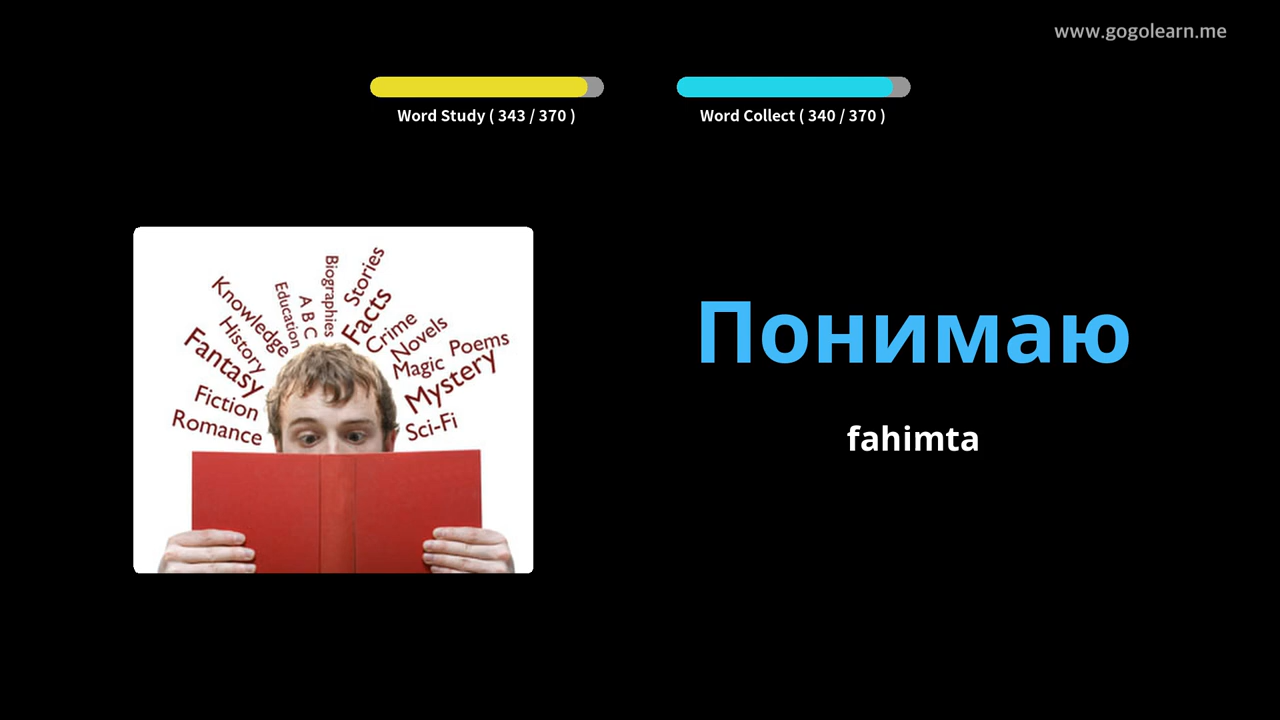 www.gogolearn.me
Word Study ( 343 / 370 )
Word Collect ( 340 / 370 )
Biographies
Stories
Knowledge
Education
A B C
Facts
History
Crime
Novels
Fantasy
Magic
Poems
Mystery
Fiction
Romance
Sci-Fi
Понимаю
fahimta